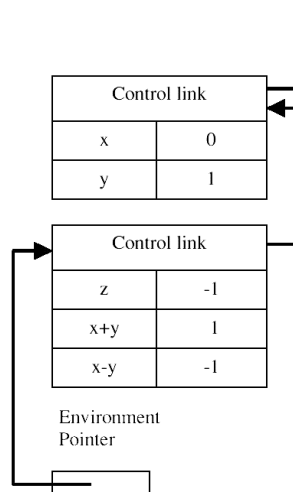 Control link
x 0
y 1
Control link
z -1
x+y 1
x-y -1
Environment
Pointer